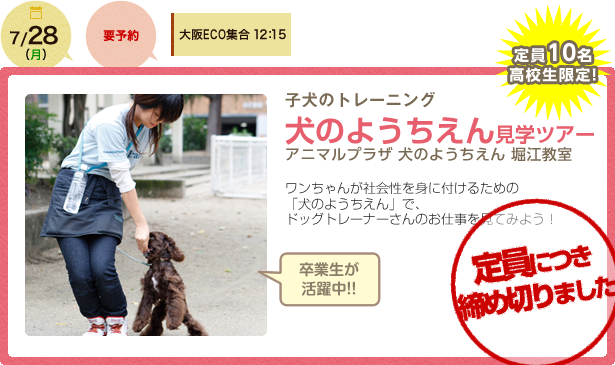 7/28
(月)
要予約
大阪ECO集合 12:15
定員10名
高校生限定!
子犬のトレーニング
犬のようちえん見学ツアー
アニマルプラザ 犬のようちえん 堀江教室
ワンちゃんが社会性を身に付けるための
「犬のようちえん」で、
ドッグトレーナーさんのお仕事を見てみよう！
卒業生が
活躍中!!
定員につき
締め切りました